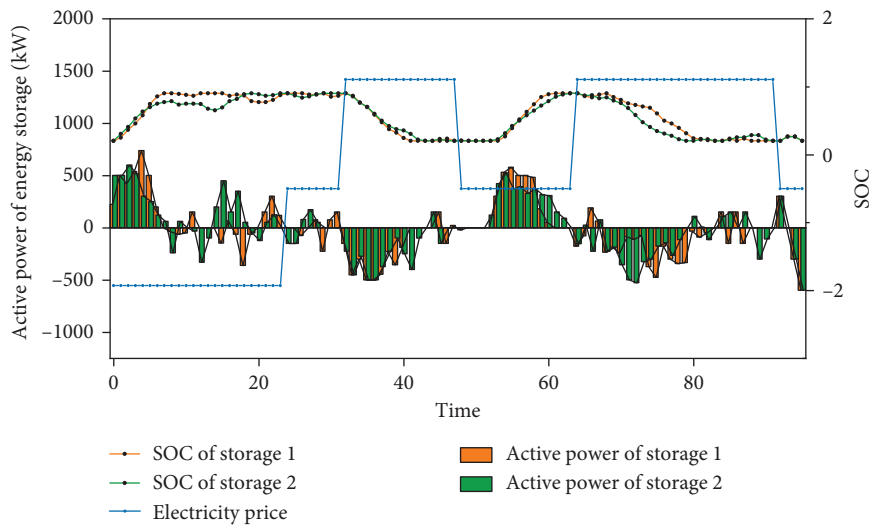 2000
1500
1000
500
0
–500
–1000
Active power of energy storage (kW)
2
0
–2
SOC
0
20
40
60
80
Time
SOC of storage 1
SOC of storage 2
Electricity price
Active power of storage 1
Active power of storage 2